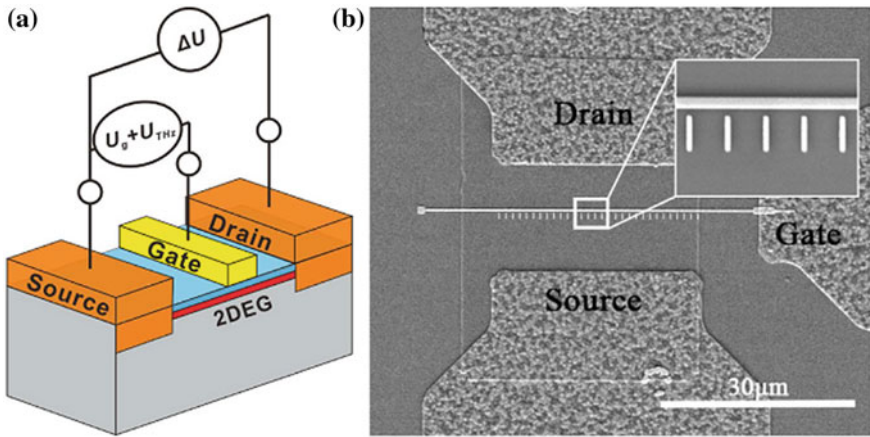 (a)
ΔU
U_g+U_THz
Drain
Gate
Source
2DEG
(b)
Drain
Gate
Source
30μm